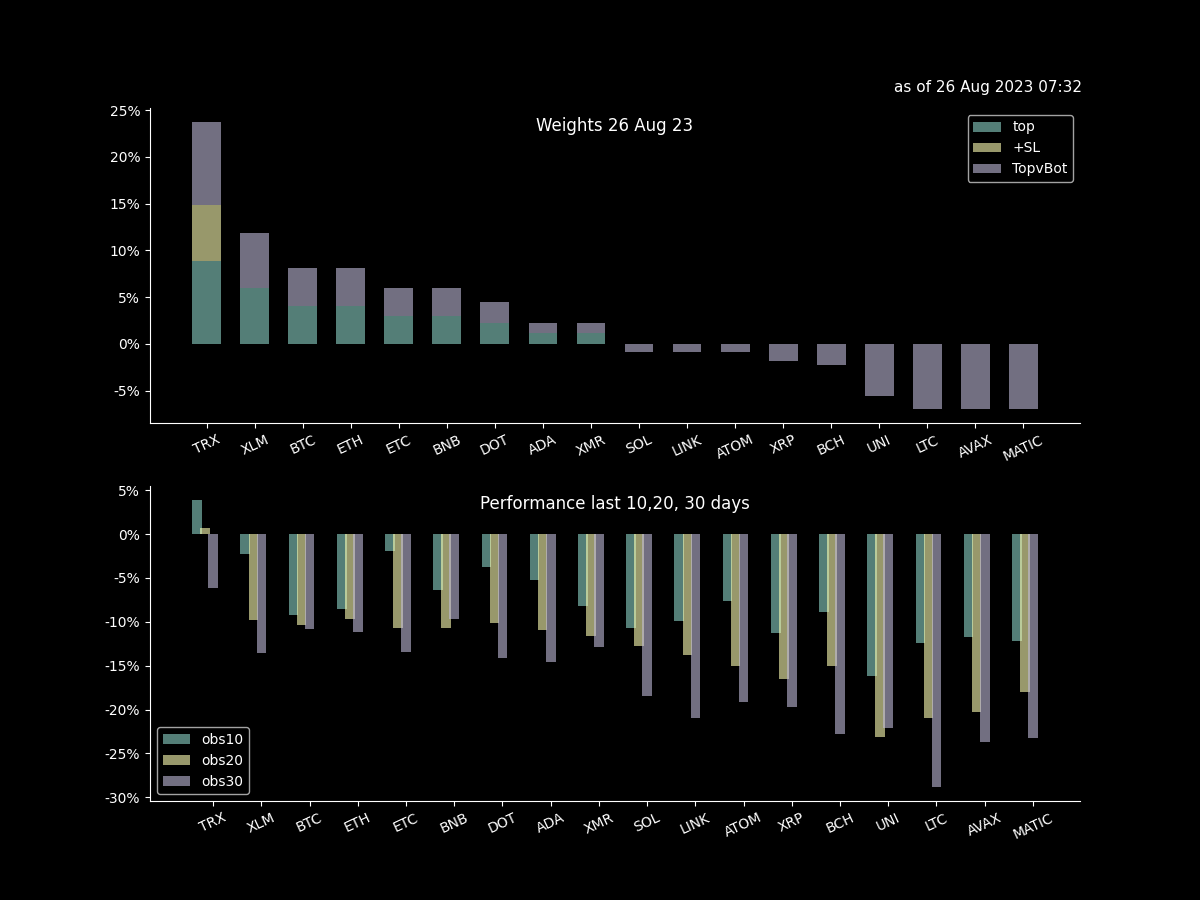 as of 26 Aug 2023 07:32
Weights 26 Aug 23
25%
20%
15%
10%
5%
0%
-5%
top
+SL
TopvBot
TRX XLM BTC ETH ETC BNB DOT ADA XMR SOL LINK ATOM XRP BCH UNI LTC AVAX MATIC
Performance last 10,20, 30 days
5%
0%
-5%
-10%
-15%
-20%
-25%
-30%
obs10
obs20
obs30
TRX XLM BTC ETH ETC BNB DOT ADA XMR SOL LINK ATOM XRP BCH UNI LTC AVAX MATIC